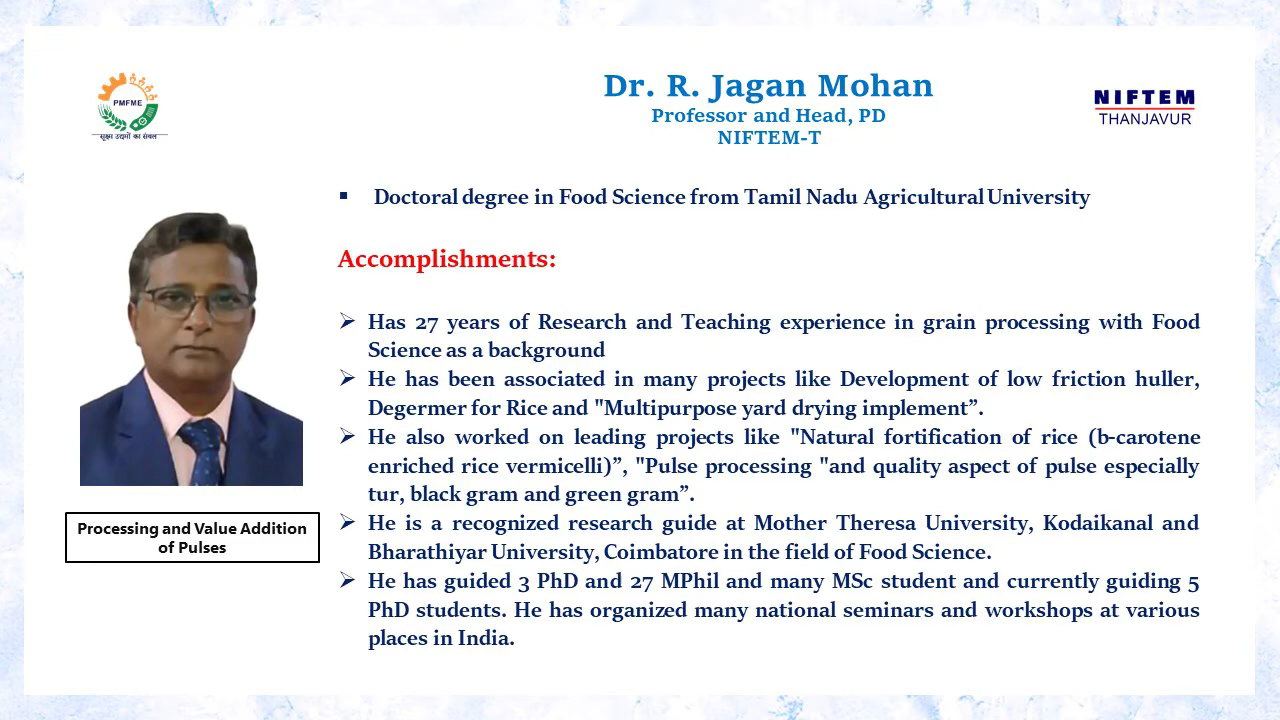 PMFME
सूक्ष्म उद्यमों का संबल
Dr. R. Jagan Mohan
Professor and Head, PD
NIFTEM-T
NIFTEM
THANJAVUR
▪ Doctoral degree in Food Science from Tamil Nadu Agricultural University
Accomplishments:
➢ Has 27 years of Research and Teaching experience in grain processing with Food
Science as a background
➢ He has been associated in many projects like Development of low friction huller,
Degermer for Rice and "Multipurpose yard drying implement”.
➢ He also worked on leading projects like "Natural fortification of rice (b-carotene
enriched rice vermicelli)”, "Pulse processing "and quality aspect of pulse especially
tur, black gram and green gram”.
➢ He is a recognized research guide at Mother Theresa University, Kodaikanal and
Bharathiyar University, Coimbatore in the field of Food Science.
➢ He has guided 3 PhD and 27 MPhil and many MSc student and currently guiding 5
PhD students. He has organized many national seminars and workshops at various
places in India.
Processing and Value Addition
of Pulses